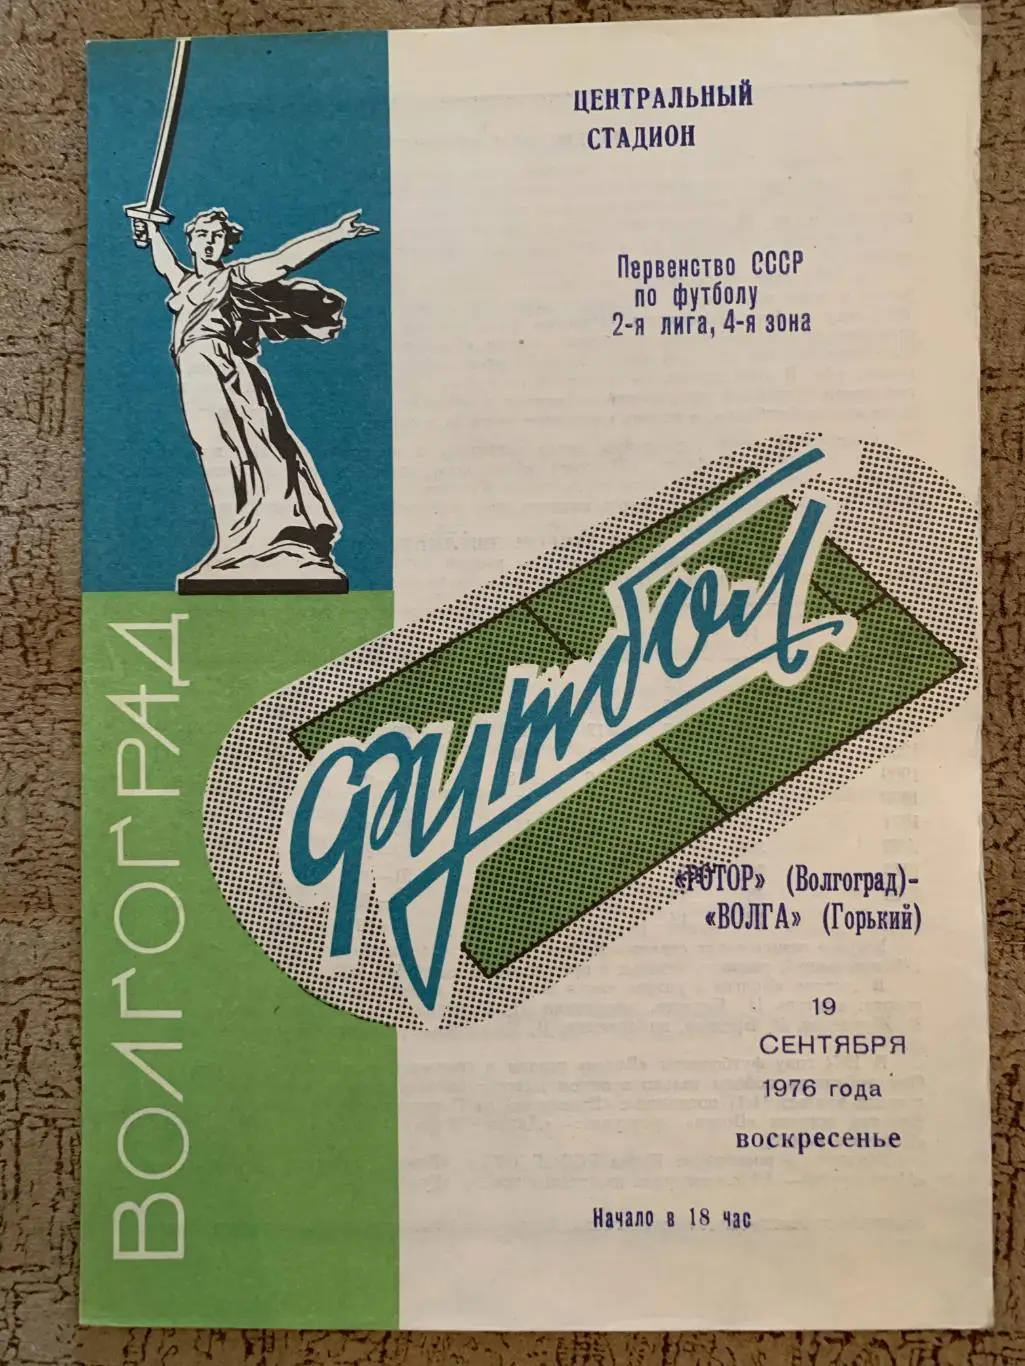 ЦЕНТРАЛЬНЫЙ
СТАДИОН
Первенство СССР
по футболу
2-я лига, 4-я зона
футбол
ВОЛГОГРАД
«РОТОР» (Волгоград)-
«ВОЛГА» (Горький)
19
СЕНТЯБРЯ
1976 года
воскресенье
Начало в 18 час